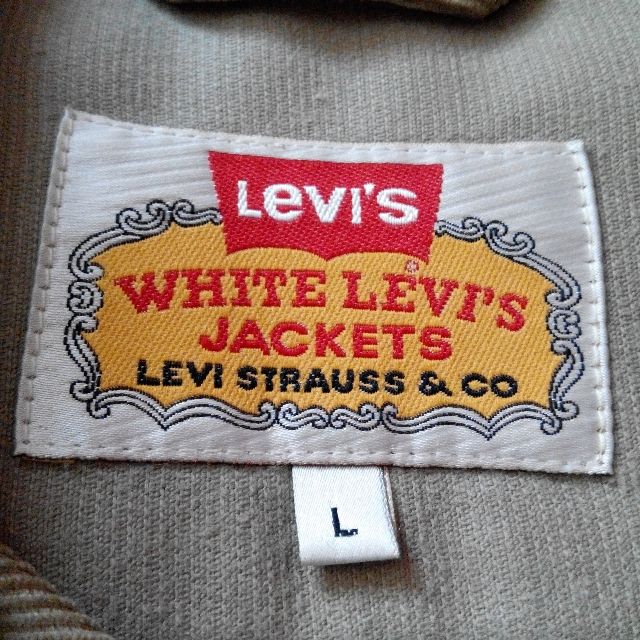 Levi's
WHITE LEVI'S®
JACKETS
LEVI STRAUSS & CO
L